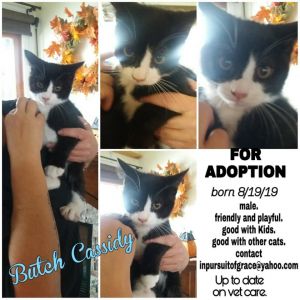 Butch Cassidy
FOR
ADOPTION
born 8/19/19
male.
friendly and playful.
good with Kids.
good with other cats.
contact
inpursuitofgrace@yahoo.com
Up to date
on vet care.